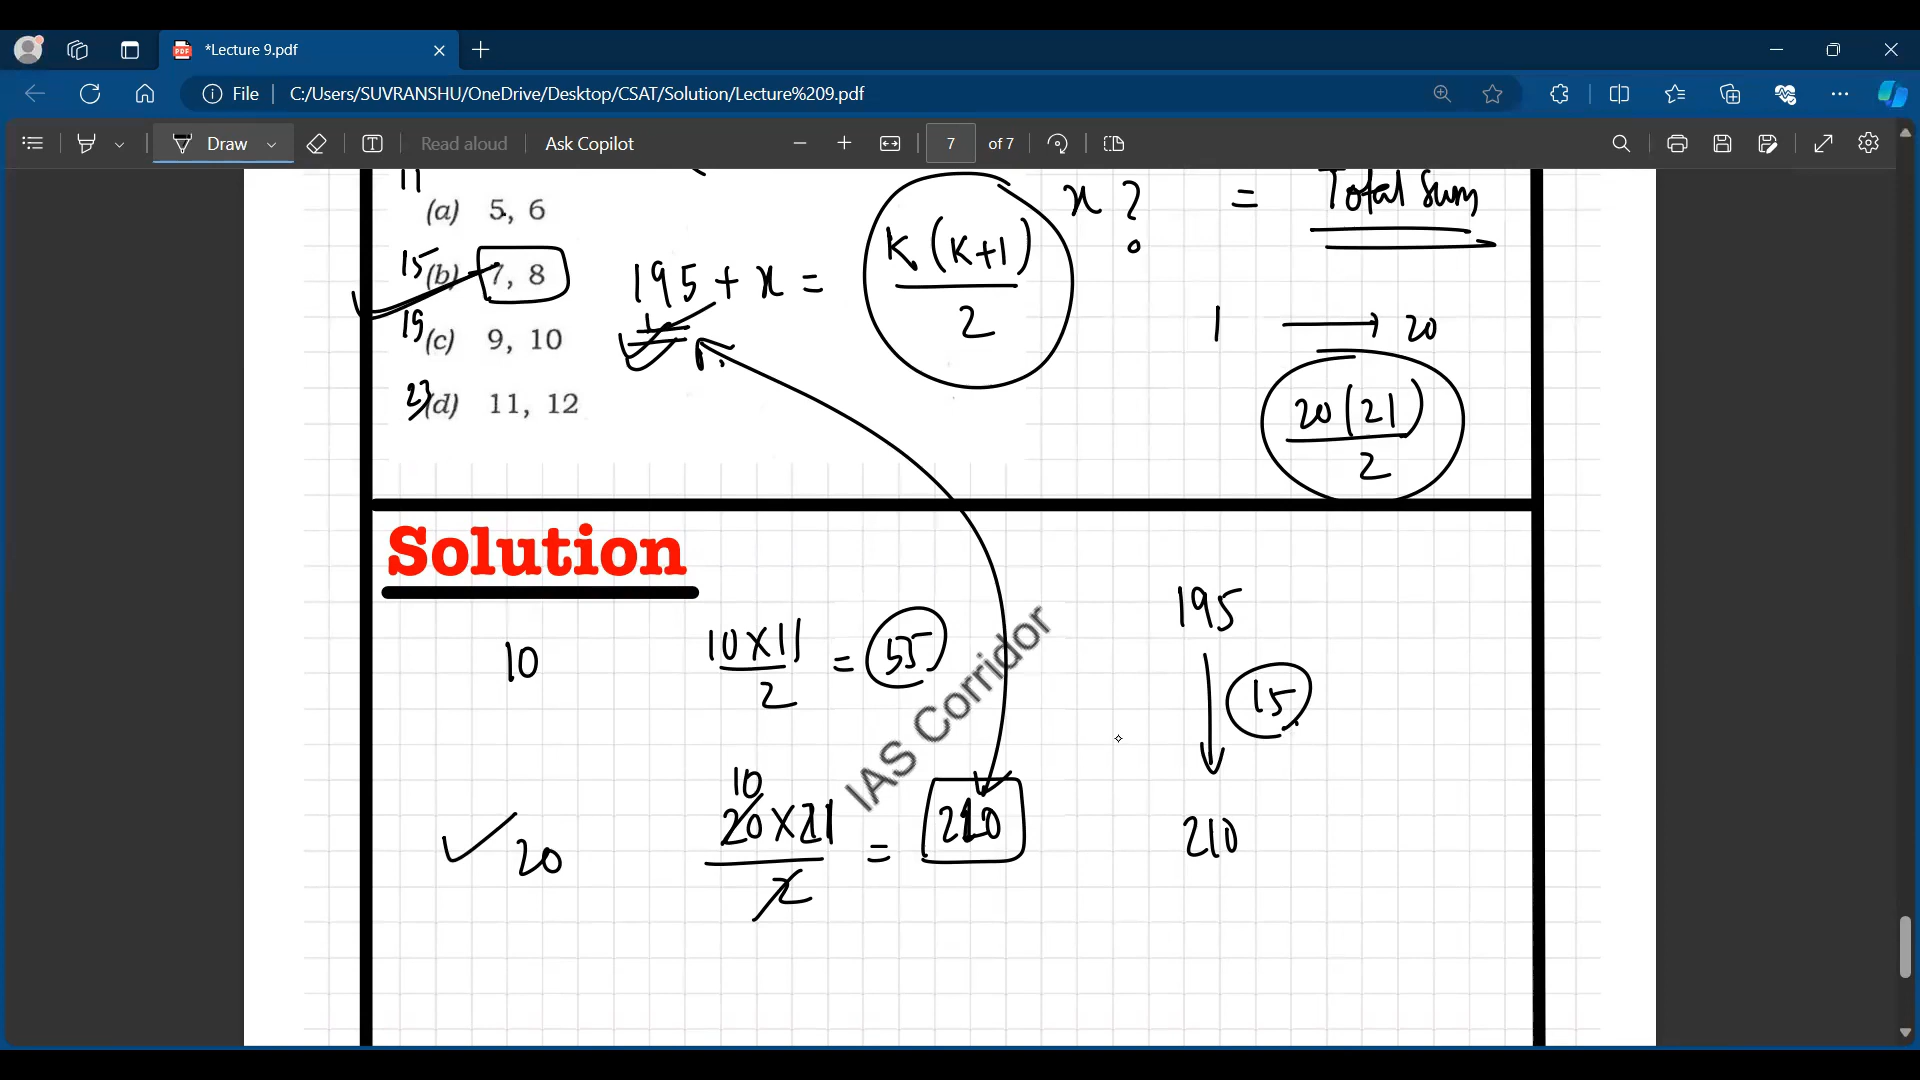 *Lecture 9.pdf
File C:/Users/SUVRANSHU/OneDrive/Desktop/CSAT/Solution/Lecture%209.pdf
Draw Read aloud Ask Copilot 7 of 7
11
(a) 5, 6
x ? = Total Sum
15 (b) 7, 8
195 + x = K(K+1)/2
19 (c) 9, 10
1 → 20
23 (d) 11, 12
20(21)/2
Solution
195
10
10 X 11 / 2 = 55
15
IAS Corridor
10
20
20 X 21 / 2 = 210
210